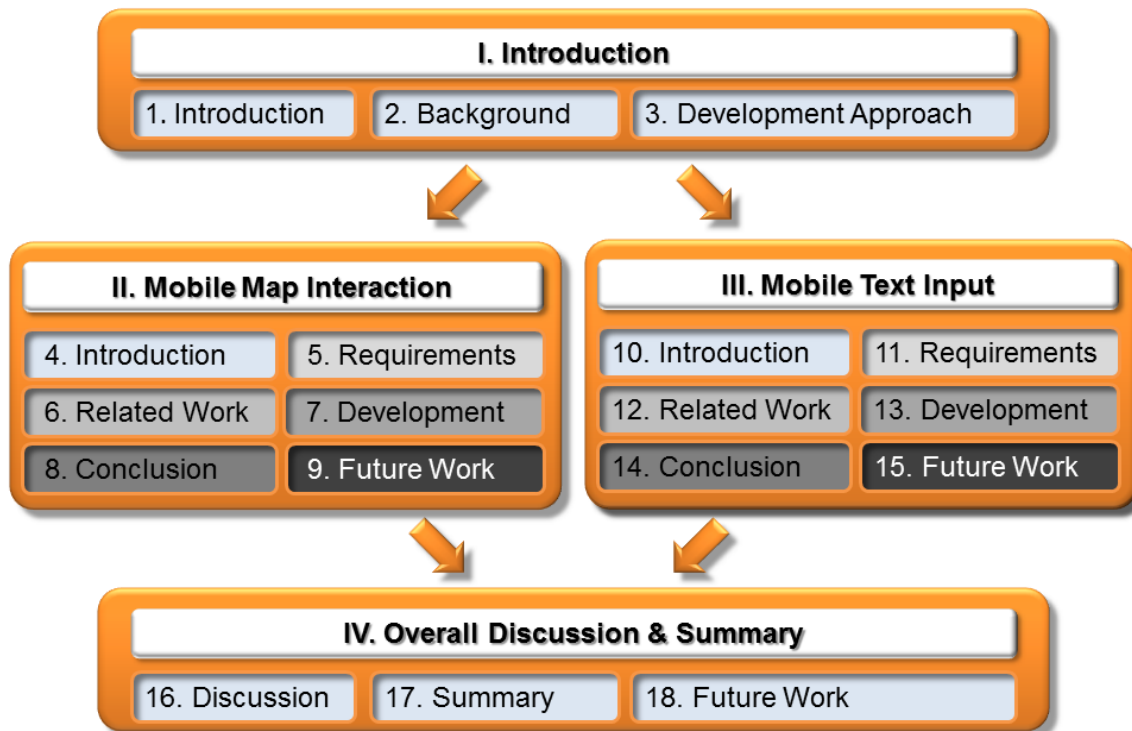 I. Introduction
1. Introduction
2. Background
3. Development Approach
II. Mobile Map Interaction
4. Introduction
5. Requirements
6. Related Work
7. Development
8. Conclusion
9. Future Work
III. Mobile Text Input
10. Introduction
11. Requirements
12. Related Work
13. Development
14. Conclusion
15. Future Work
IV. Overall Discussion & Summary
16. Discussion
17. Summary
18. Future Work